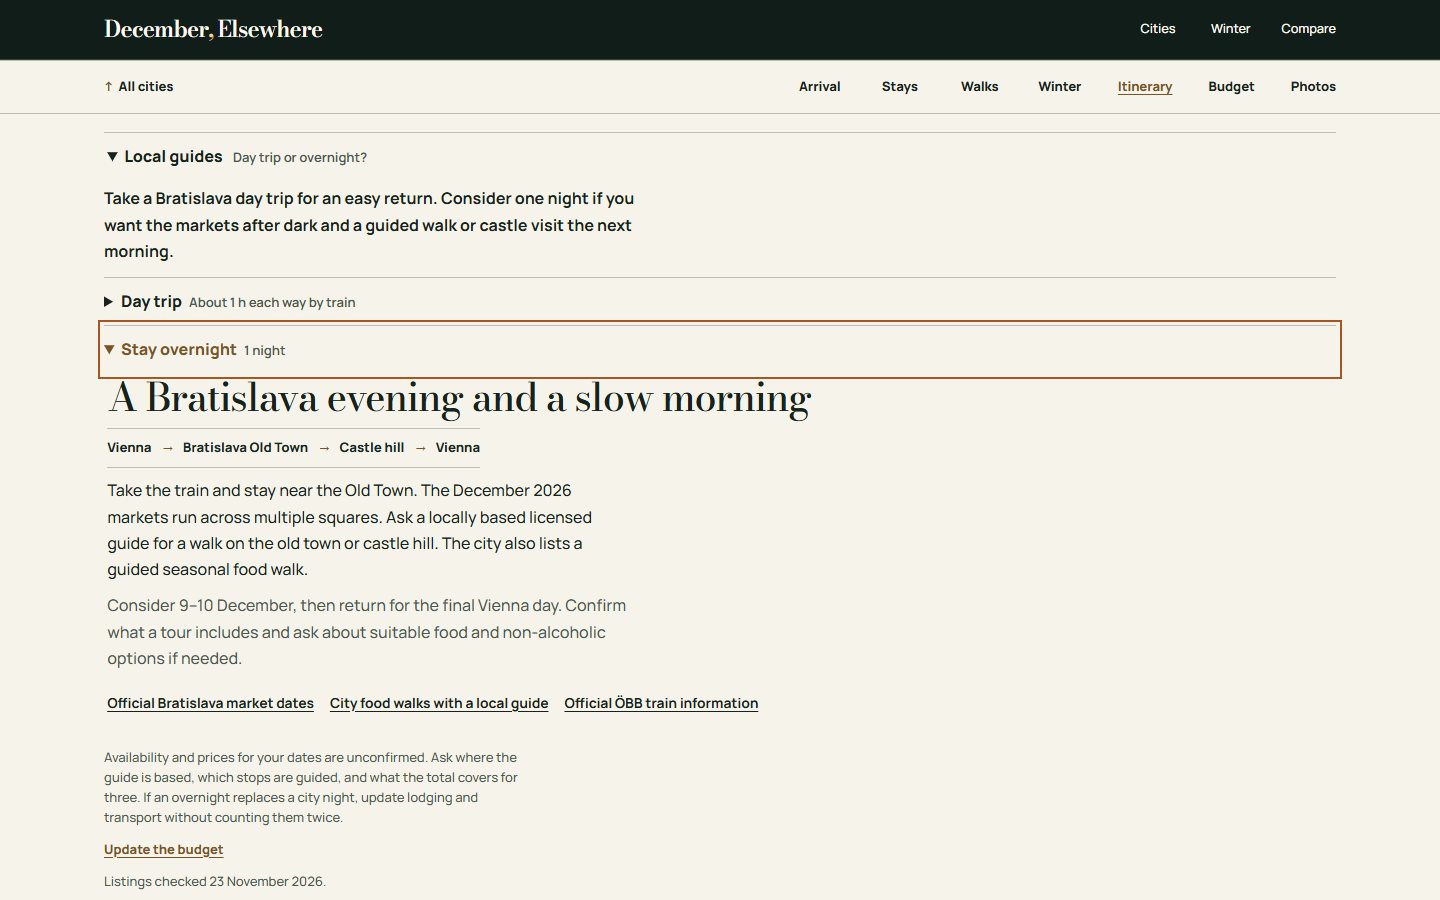 December, Elsewhere
Cities Winter Compare
↑ All cities
Arrival Stays Walks Winter Itinerary Budget Photos
▼ Local guides Day trip or overnight?
Take a Bratislava day trip for an easy return. Consider one night if you
want the markets after dark and a guided walk or castle visit the next
morning.
▶ Day trip About 1 h each way by train
▼ Stay overnight 1 night
A Bratislava evening and a slow morning
Vienna → Bratislava Old Town → Castle hill → Vienna
Take the train and stay near the Old Town. The December 2026
markets run across multiple squares. Ask a locally based licensed
guide for a walk on the old town or castle hill. The city also lists a
guided seasonal food walk.
Consider 9–10 December, then return for the final Vienna day. Confirm
what a tour includes and ask about suitable food and non-alcoholic
options if needed.
Official Bratislava market dates City food walks with a local guide Official ÖBB train information
Availability and prices for your dates are unconfirmed. Ask where the
guide is based, which stops are guided, and what the total covers for
three. If an overnight replaces a city night, update lodging and
transport without counting them twice.
Update the budget
Listings checked 23 November 2026.